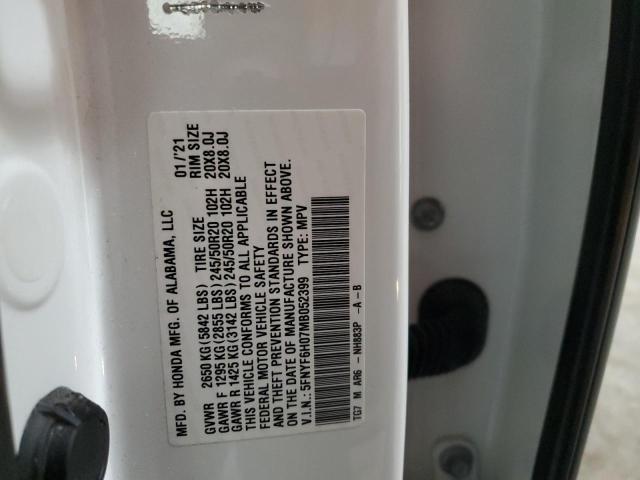 MFD. BY HONDA MFG. OF ALABAMA, LLC 01/'21
TIRE SIZE RIM SIZE
GVWR 2650 KG (5842 LBS)
GAWR F 1295 KG (2855 LBS) 245/50R20 102H 20X8.0J
GAWR R 1425 KG (3142 LBS) 245/50R20 102H 20X8.0J
THIS VEHICLE CONFORMS TO ALL APPLICABLE
FEDERAL MOTOR VEHICLE SAFETY
AND THEFT PREVENTION STANDARDS IN EFFECT
ON THE DATE OF MANUFACTURE SHOWN ABOVE.
V.I.N.: 5FNYF6H07MB052399 TYPE: MPV
TG7 M AR6 - NH883P -A-B